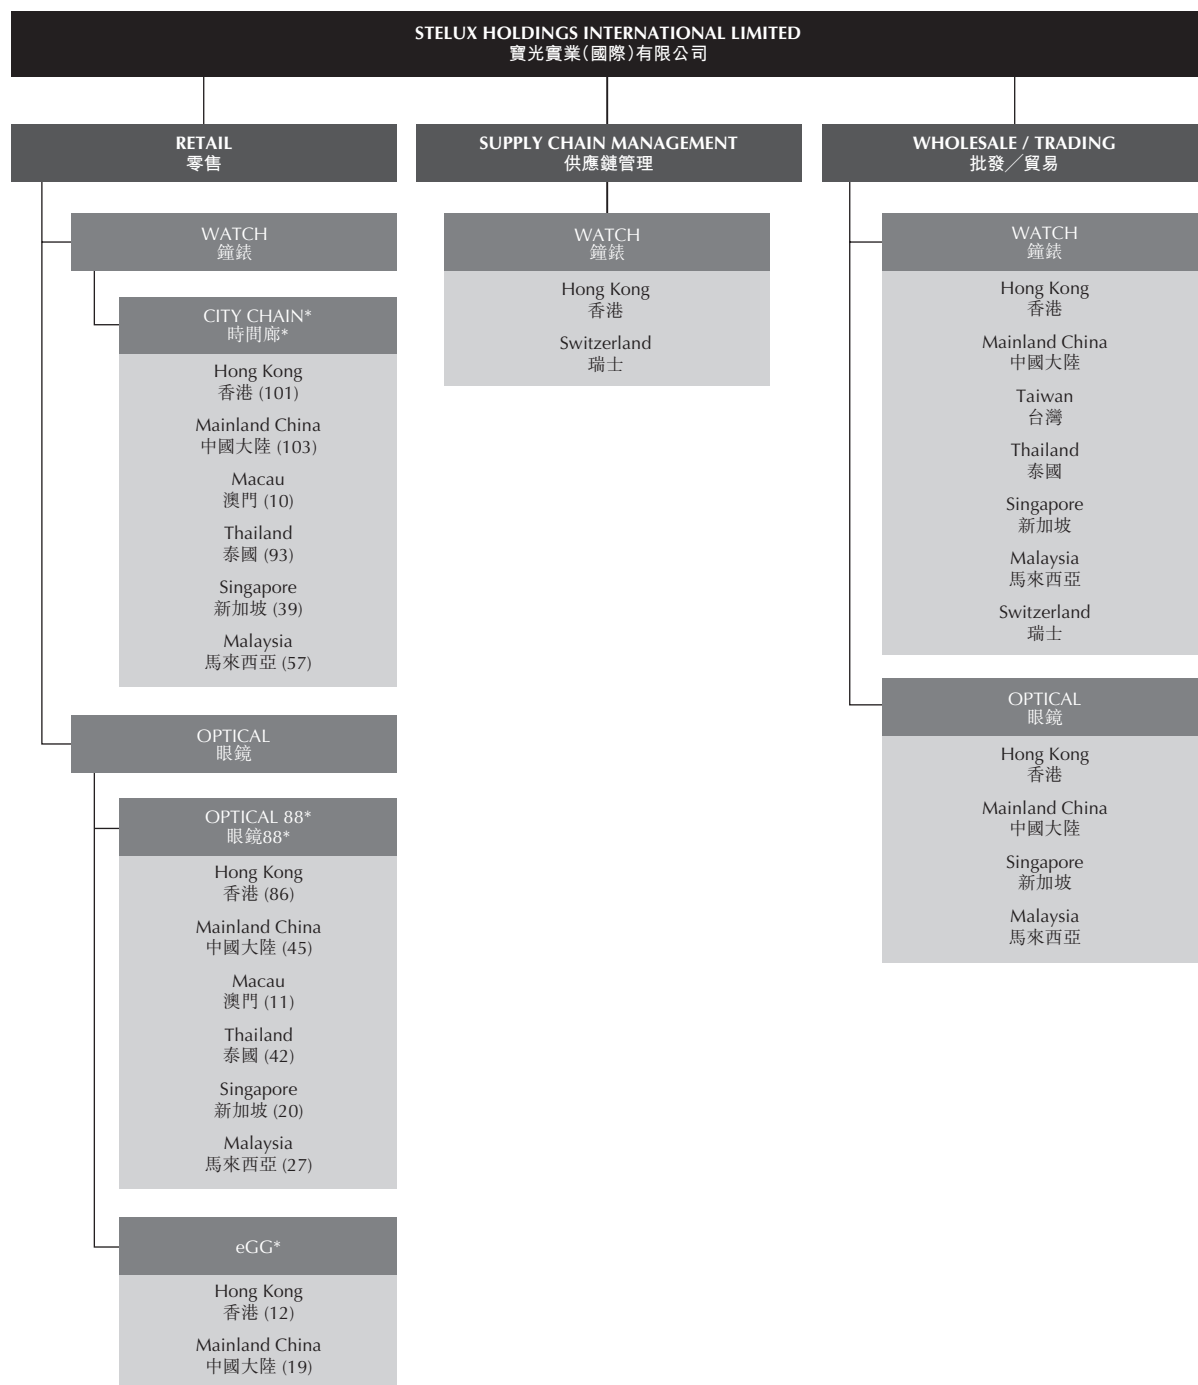 STELUX HOLDINGS INTERNATIONAL LIMITED
寶光實業(國際)有限公司
RETAIL
零售
WATCH
鐘錶
CITY CHAIN*
時間廊*
Hong Kong
香港 (101)
Mainland China
中國大陸 (103)
Macau
澳門 (10)
Thailand
泰國 (93)
Singapore
新加坡 (39)
Malaysia
馬來西亞 (57)
OPTICAL
眼鏡
OPTICAL 88*
眼鏡88*
Hong Kong
香港 (86)
Mainland China
中國大陸 (45)
Macau
澳門 (11)
Thailand
泰國 (42)
Singapore
新加坡 (20)
Malaysia
馬來西亞 (27)
eGG*
Hong Kong
香港 (12)
Mainland China
中國大陸 (19)
SUPPLY CHAIN MANAGEMENT
供應鏈管理
WATCH
鐘錶
Hong Kong
香港
Switzerland
瑞士
WHOLESALE / TRADING
批發╱貿易
WATCH
鐘錶
Hong Kong
香港
Mainland China
中國大陸
Taiwan
台灣
Thailand
泰國
Singapore
新加坡
Malaysia
馬來西亞
Switzerland
瑞士
OPTICAL
眼鏡
Hong Kong
香港
Mainland China
中國大陸
Singapore
新加坡
Malaysia
馬來西亞